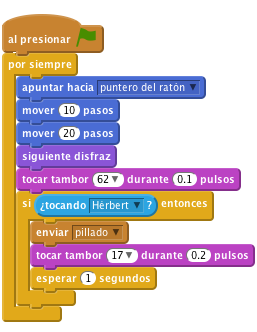 al presionar
por siempre
apuntar hacia puntero del ratón
mover 10 pasos
mover 20 pasos
siguiente disfraz
tocar tambor 62 durante 0.1 pulsos
si ¿tocando Hérbert ? entonces
enviar pillado
tocar tambor 17 durante 0.2 pulsos
esperar 1 segundos